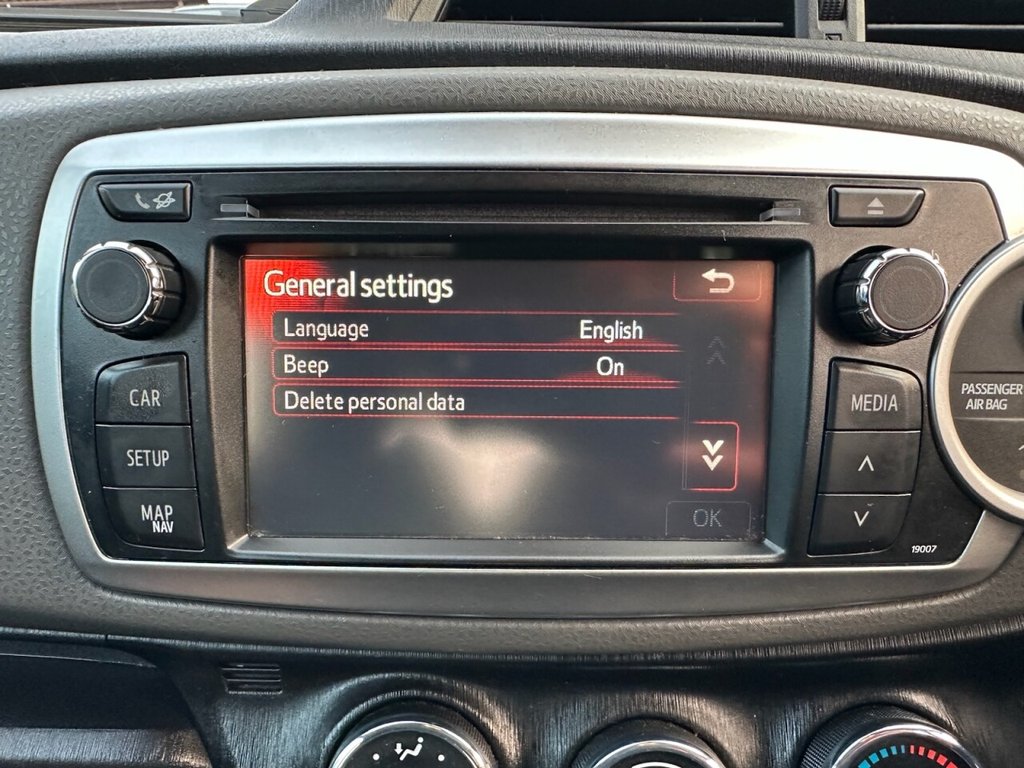 General settings
Language English
Beep On
Delete personal data
OK
CAR
SETUP
MAP
NAV
MEDIA
19007
PASSENGER
AIR BAG